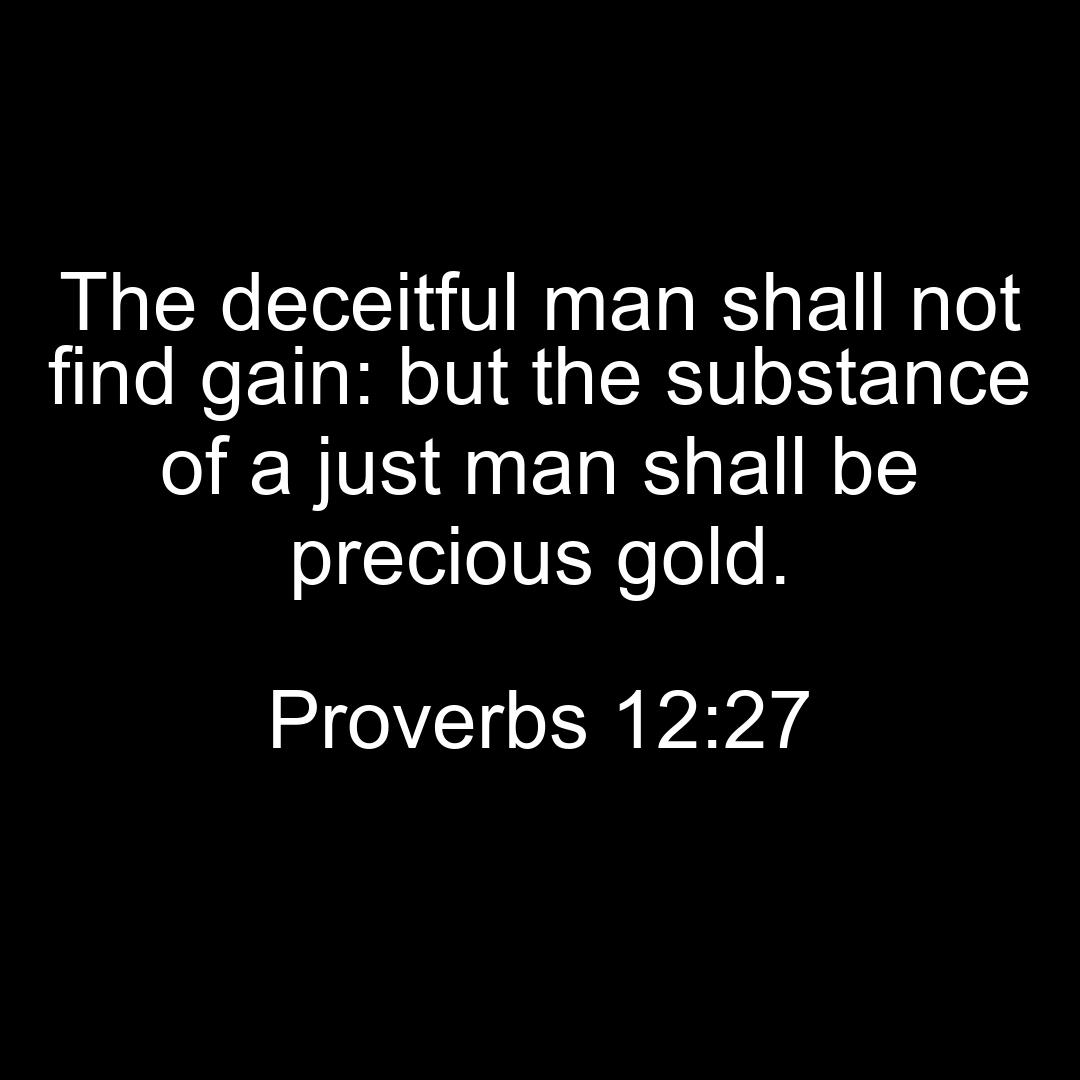 The deceitful man shall not
find gain: but the substance
of a just man shall be
precious gold.
Proverbs 12:27